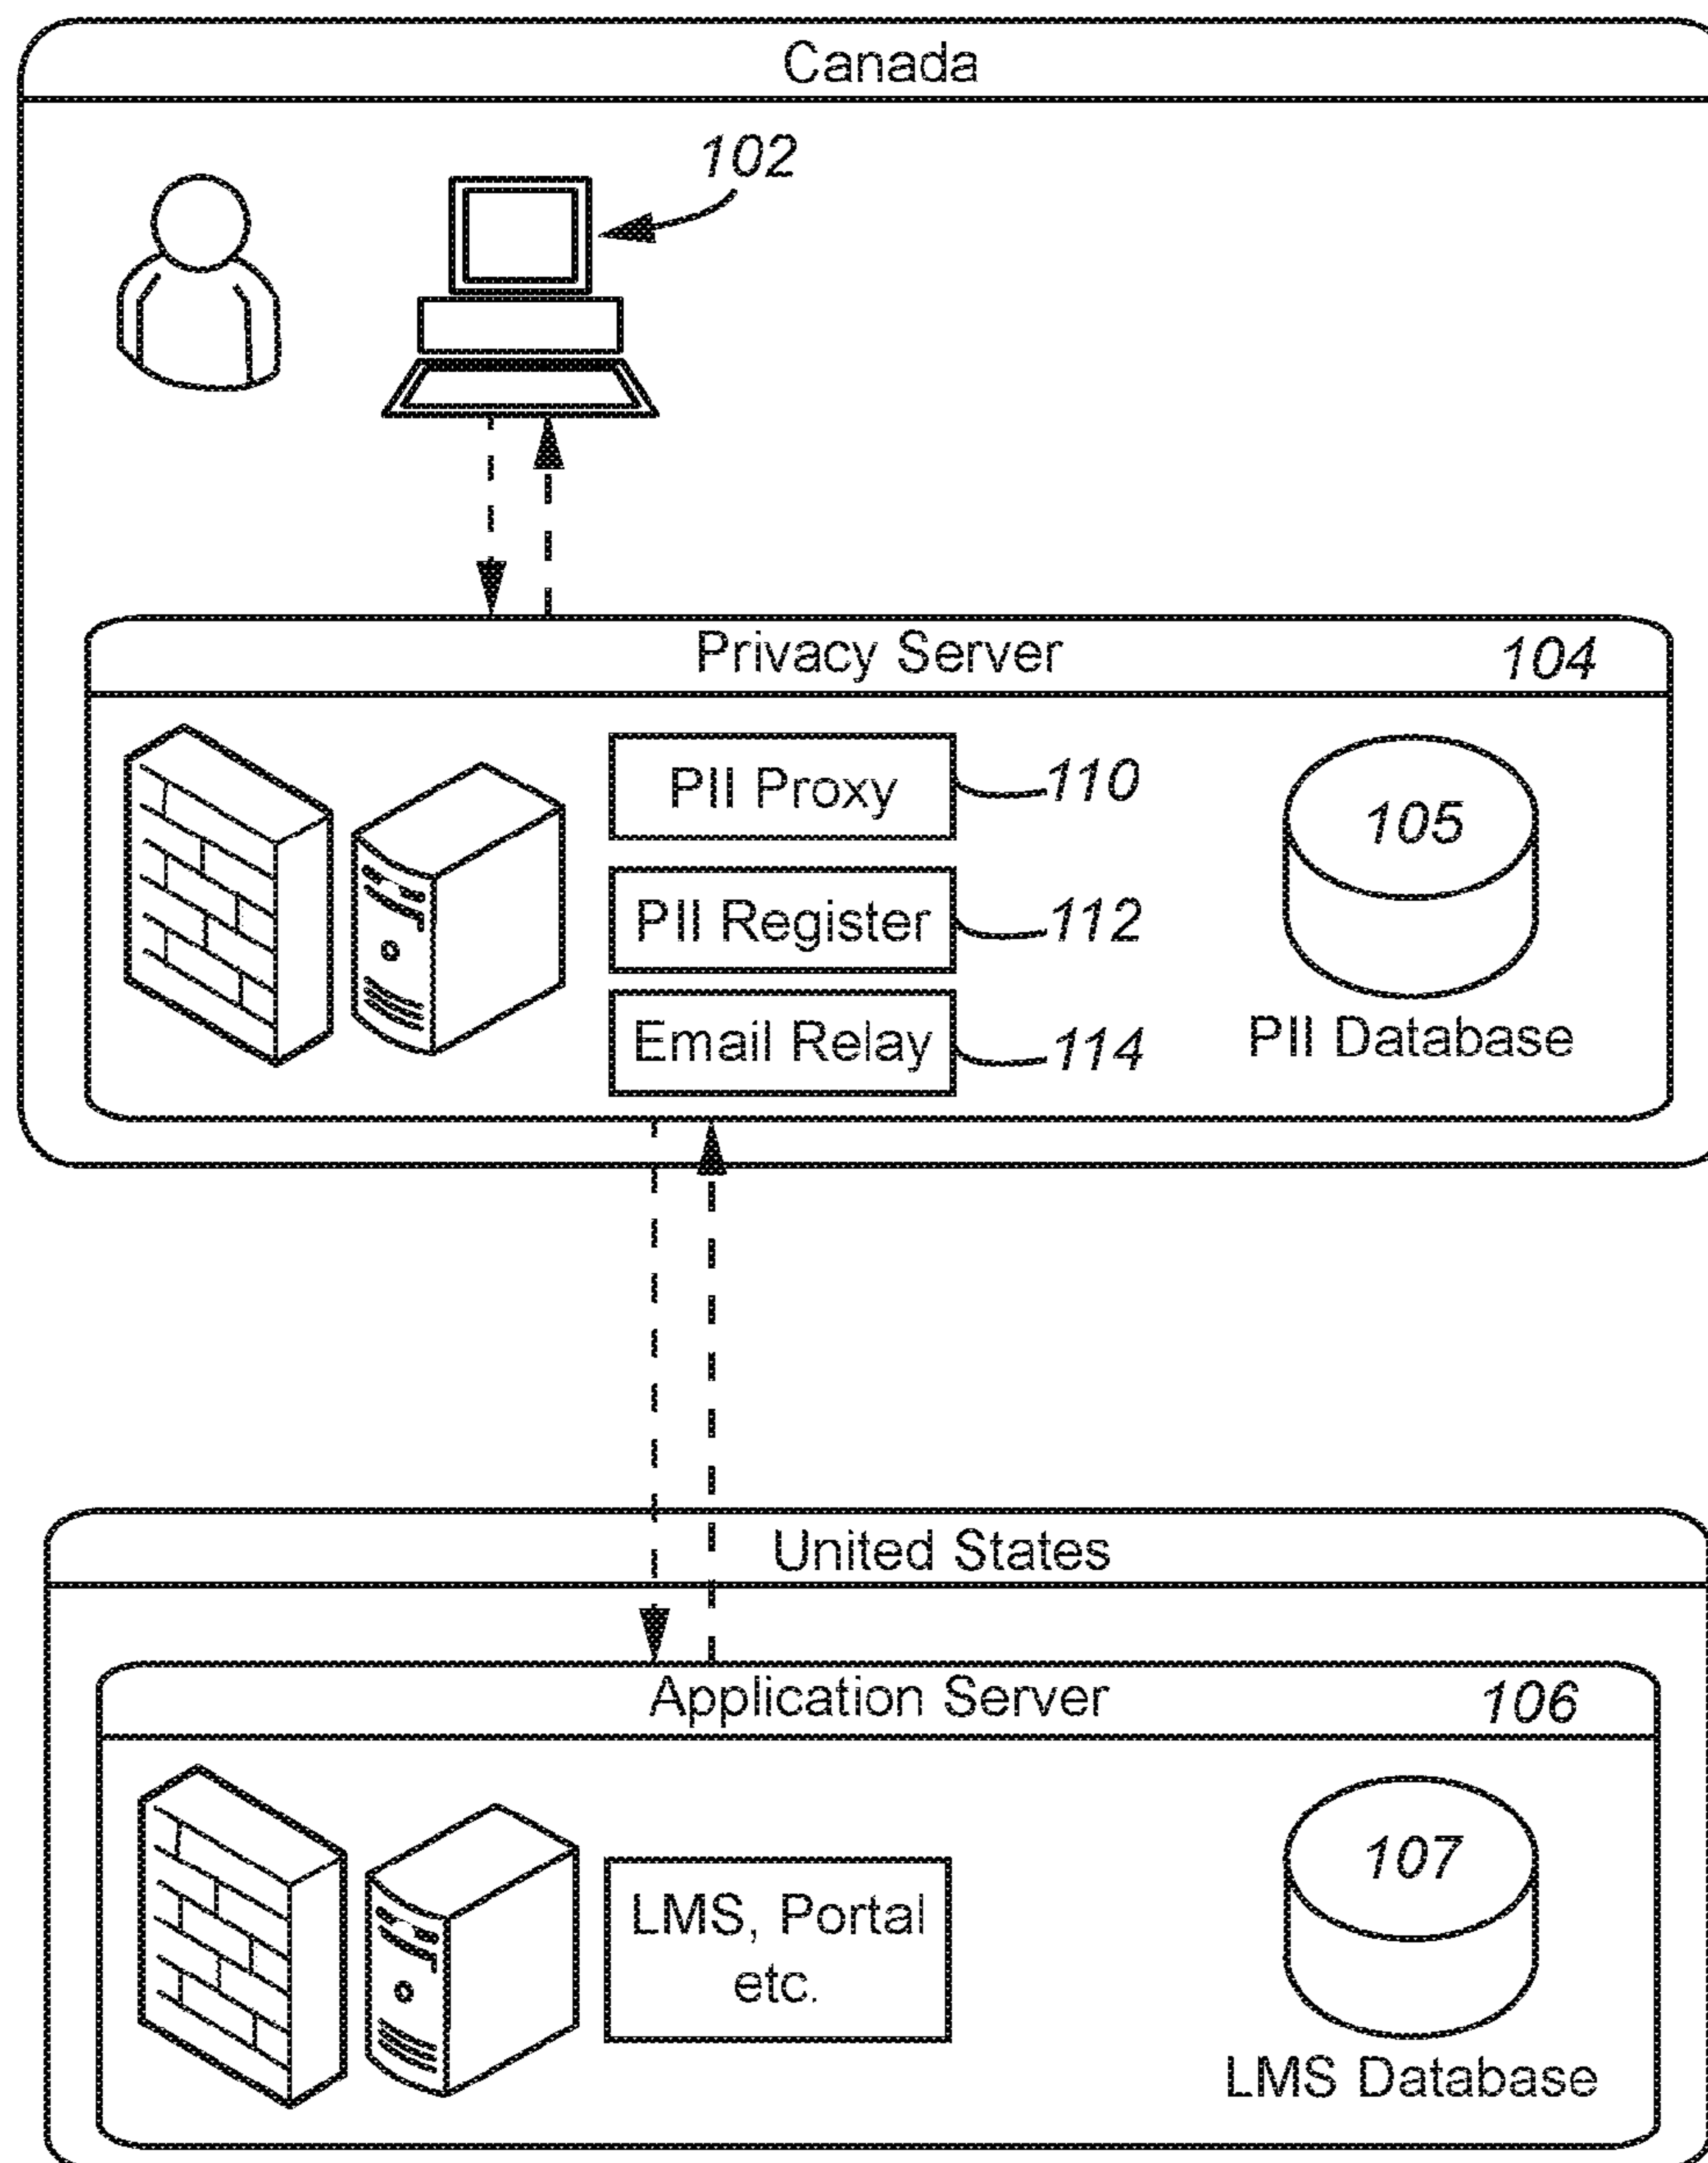 Canada
102
Privacy Server 104
PII Proxy 110
105
PII Register 112
Email Relay 114
PII Database
United States
Application Server 106
LMS, Portal
etc.
107
LMS Database